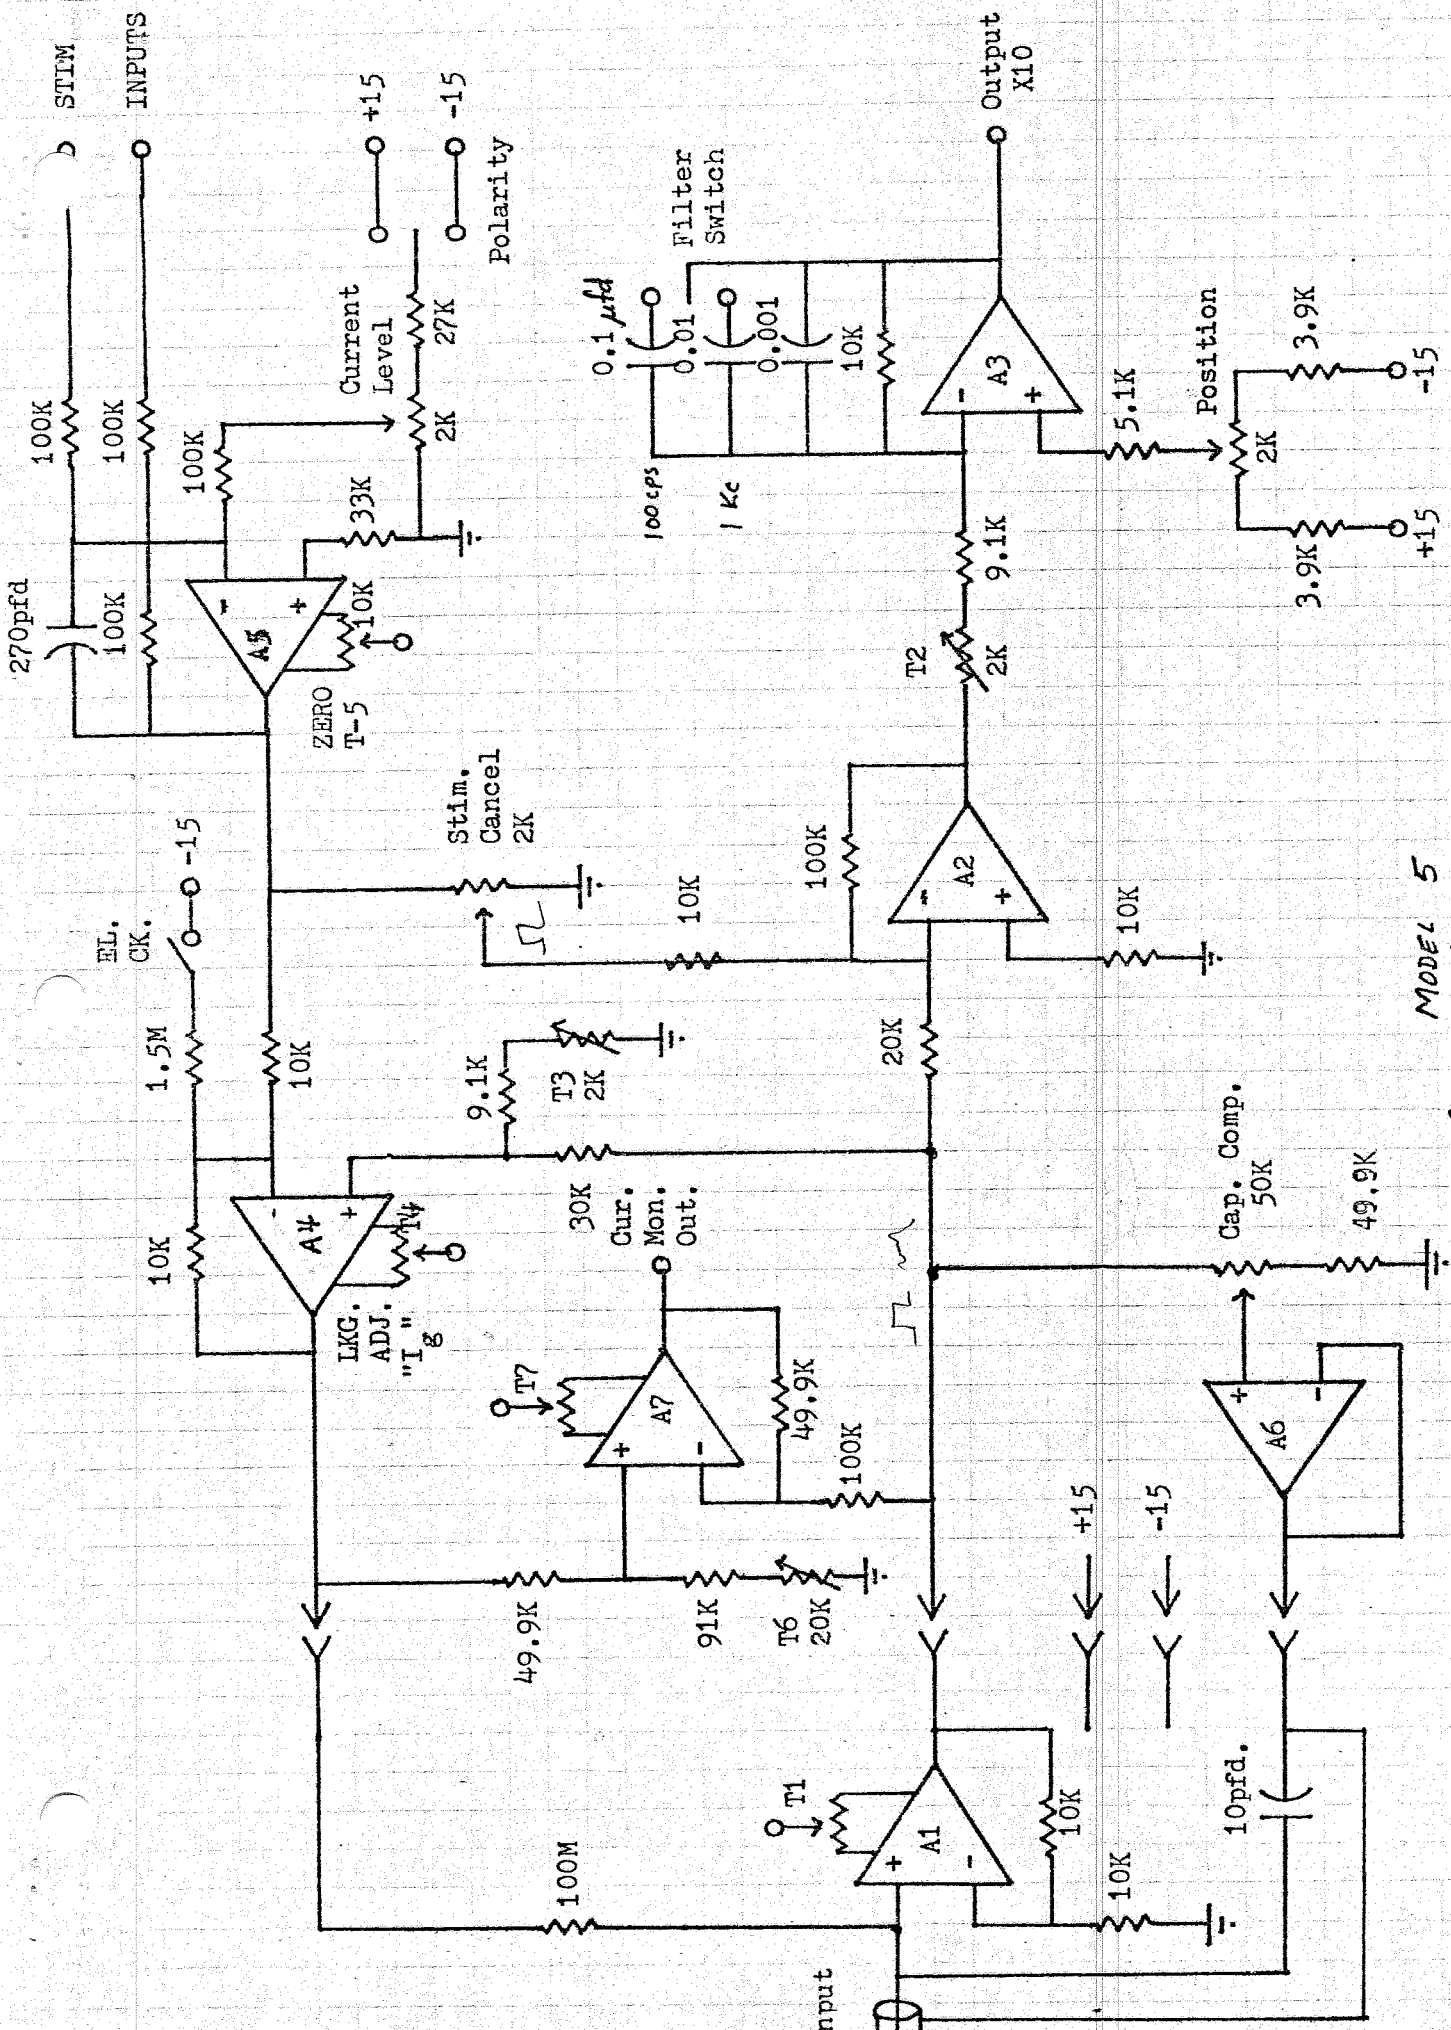 STIM
INPUTS
100K
100K
270pfd
100K
100K
Current
Level
+15
-15
Polarity
27K
2K
33K
A5
-
+
10K
ZERO
T-5
EL.
CK.
-15
1.5M
10K
10K
A4
-
+
T4
LKG.
ADJ.
"Ig"
Stim.
Cancel
2K
10K
9.1K
T3
2K
30K
Cur.
Mon.
Out.
T7
A7
+
-
49.9K
100K
49.9K
91K
T6
20K
100M
T1
A1
+
-
10K
10K
nput
10pfd.
+15
-15
A6
+
-
Cap. Comp.
50K
49.9K
20K
100K
A2
-
+
10K
T2
2K
9.1K
100cps
1 Kc
0.1 µfd
0.01
0.001
10K
Filter
Switch
A3
-
+
Output
X10
5.1K
Position
2K
3.9K
3.9K
+15
-15
MODEL 5